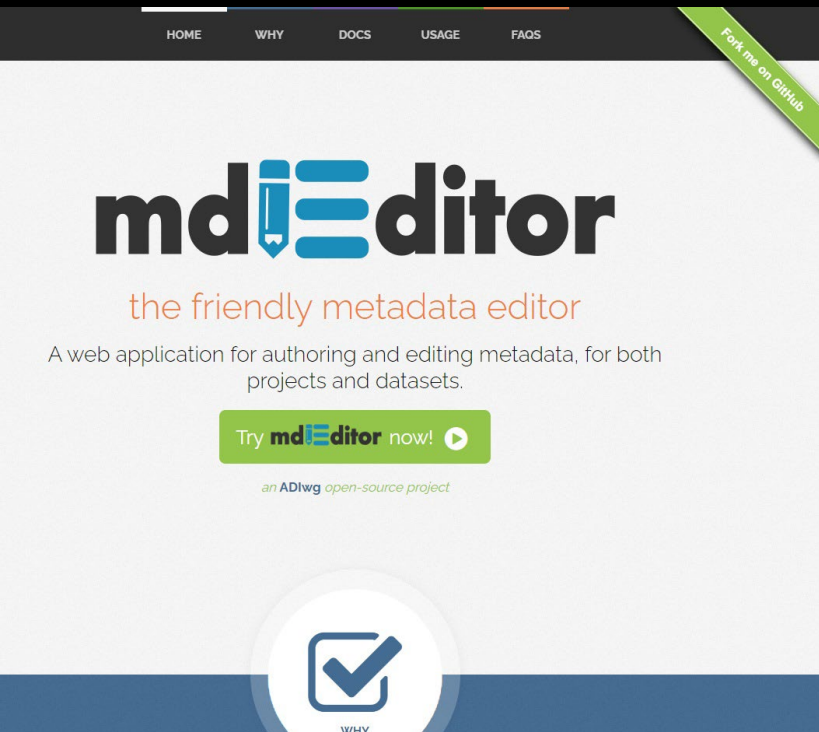 HOME WHY DOCS USAGE FAQS
Fork me on GitHub
mdEditor
the friendly metadata editor
A web application for authoring and editing metadata, for both
projects and datasets.
Try mdEditor now!
an ADIwg open-source project
WHY